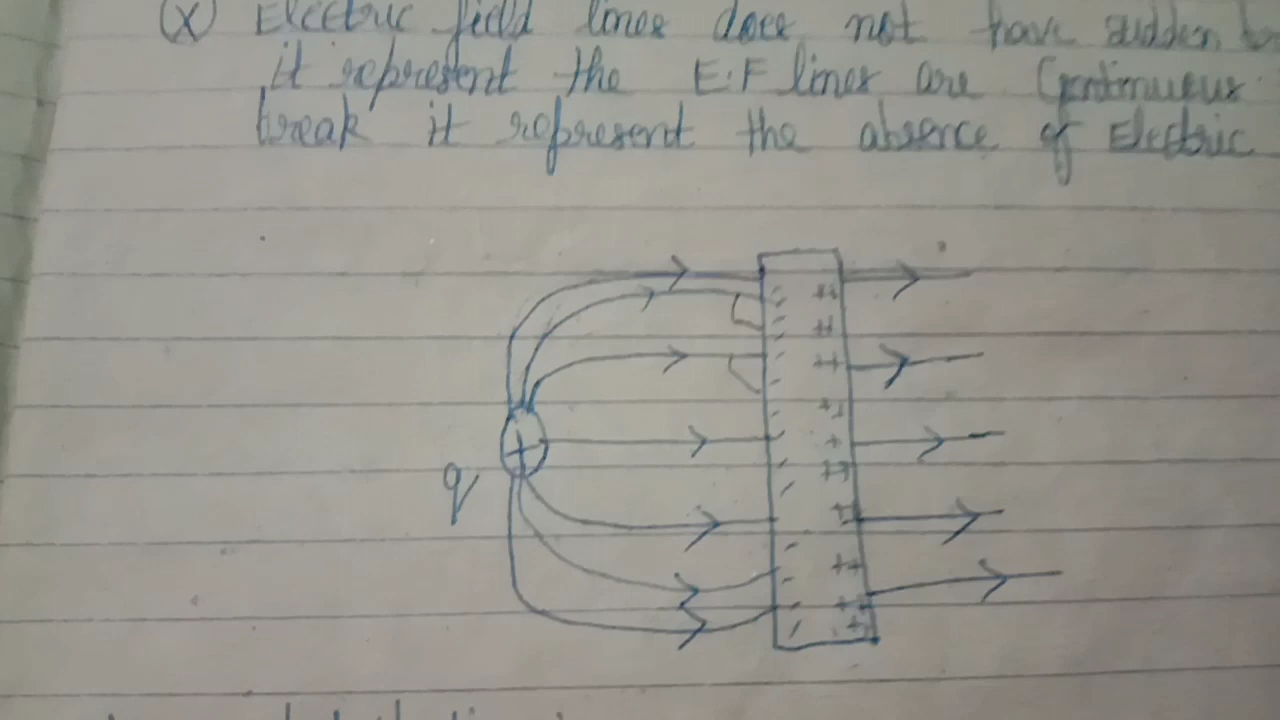 (x) Electric field lines does not have sudden
it represent the E.F lines are Continueus
break it represent the absence of Electric
q